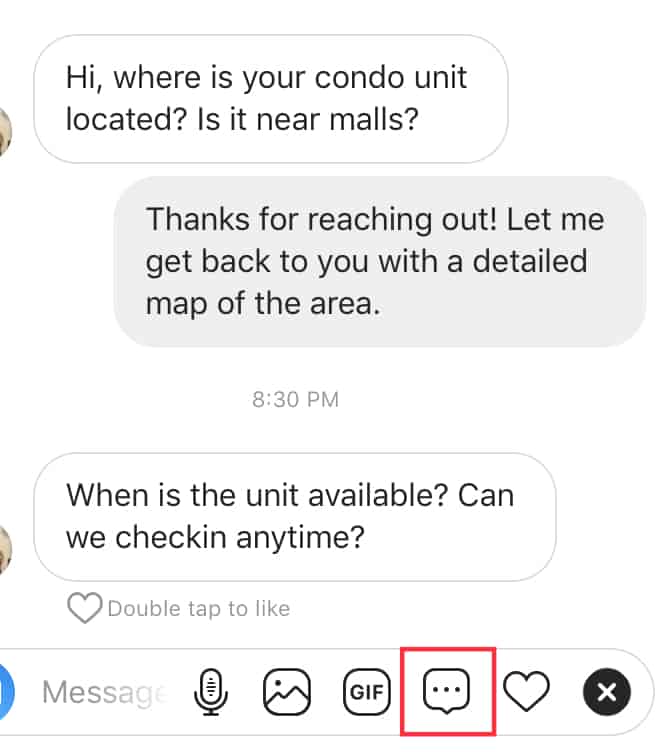 Hi, where is your condo unit
located? Is it near malls?
Thanks for reaching out! Let me
get back to you with a detailed
map of the area.
8:30 PM
When is the unit available? Can
we checkin anytime?
Double tap to like
Message
GIF